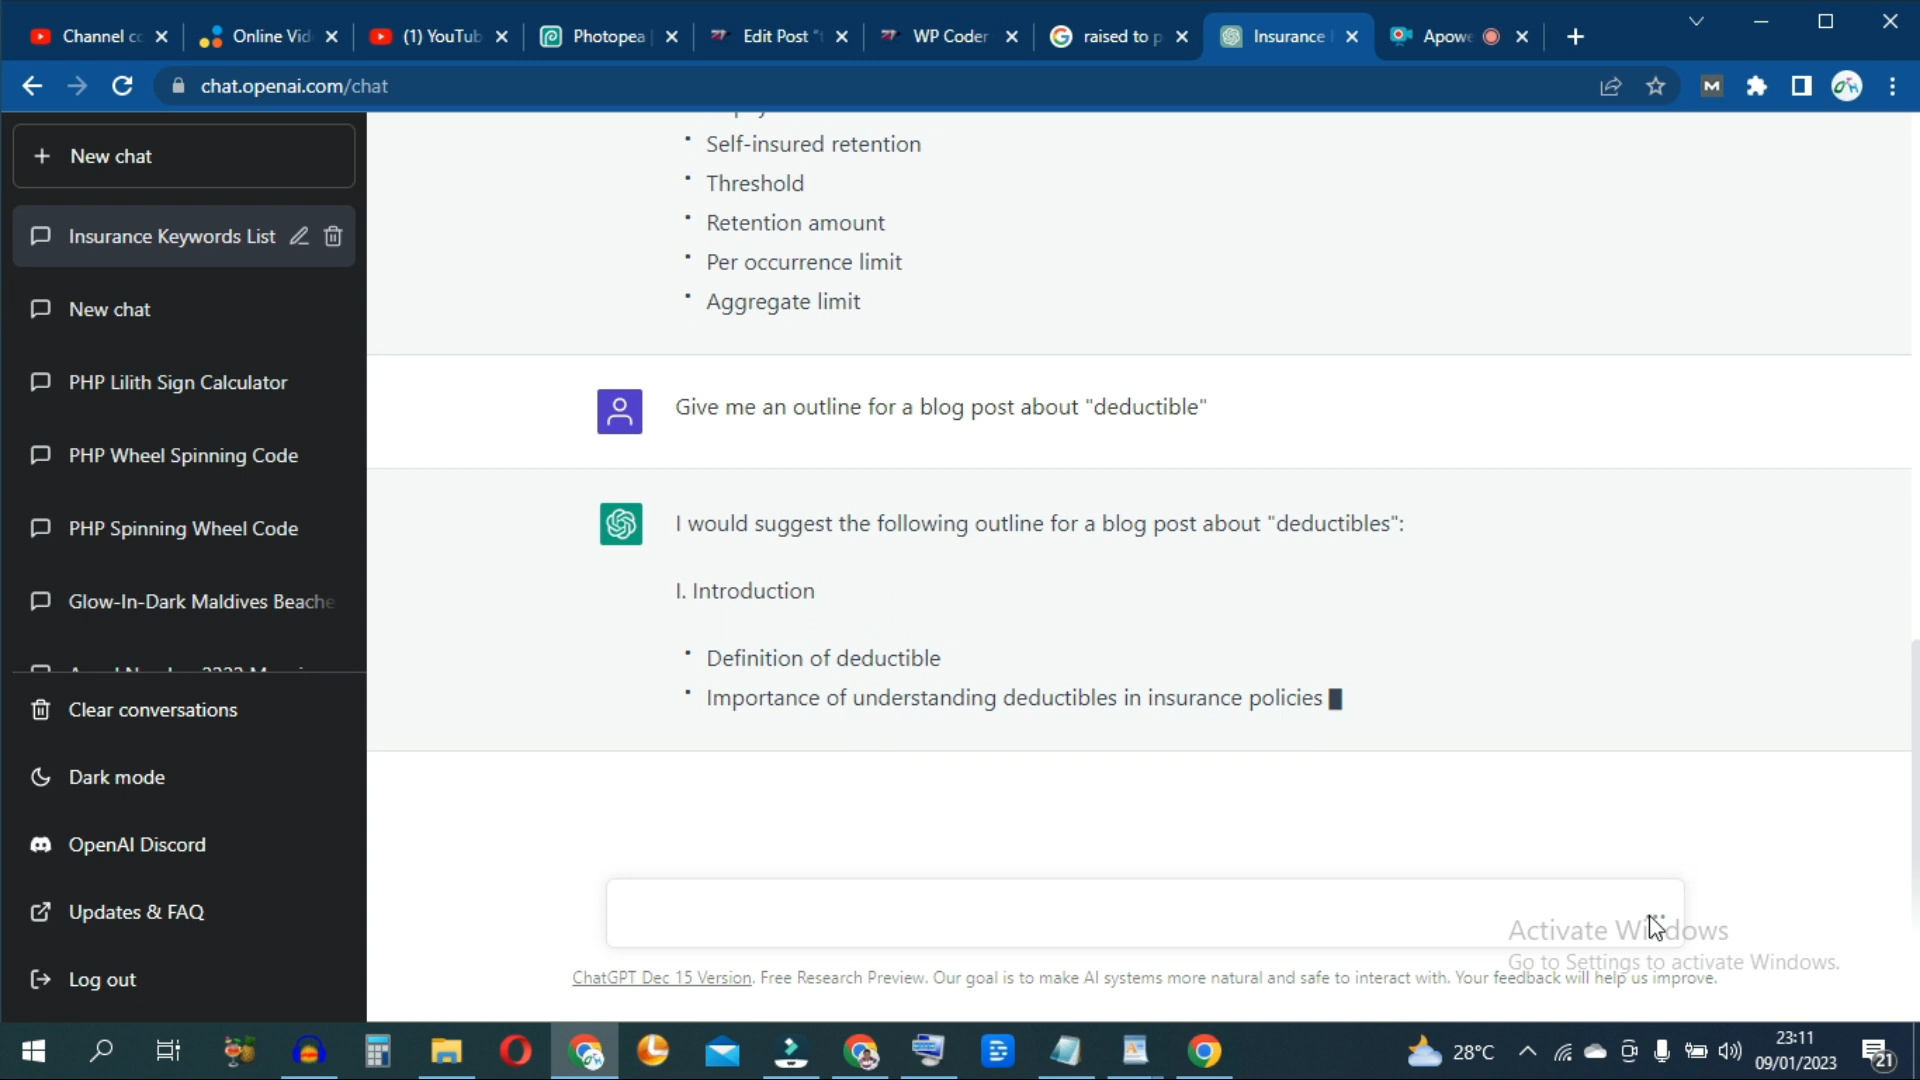 Channel cc
Online Vid
(1) YouTub
Photopea
Edit Post "
WP Coder
raised to p
Insurance
Apowe
chat.openai.com/chat
New chat
Insurance Keywords List
New chat
PHP Lilith Sign Calculator
PHP Wheel Spinning Code
PHP Spinning Wheel Code
Glow-In-Dark Maldives Beache
Clear conversations
Dark mode
OpenAI Discord
Updates & FAQ
Log out
• Self-insured retention
• Threshold
• Retention amount
• Per occurrence limit
• Aggregate limit
Give me an outline for a blog post about "deductible"
I would suggest the following outline for a blog post about "deductibles":
I. Introduction
• Definition of deductible
• Importance of understanding deductibles in insurance policies
Activate Windows
Go to Settings to activate Windows.
ChatGPT Dec 15 Version. Free Research Preview. Our goal is to make AI systems more natural and safe to interact with. Your feedback will help us improve.
28°C
23:11
09/01/2023
21